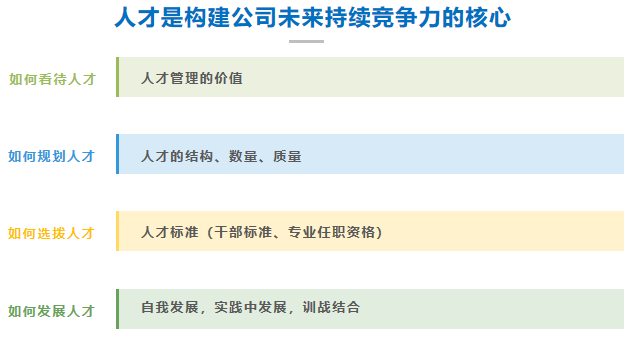 人才是构建公司未来持续竞争力的核心
如何看待人才
人才管理的价值
如何规划人才
人才的结构、数量、质量
如何选拨人才
人才标准（干部标准、专业任职资格）
如何发展人才
自我发展，实践中发展，训战结合